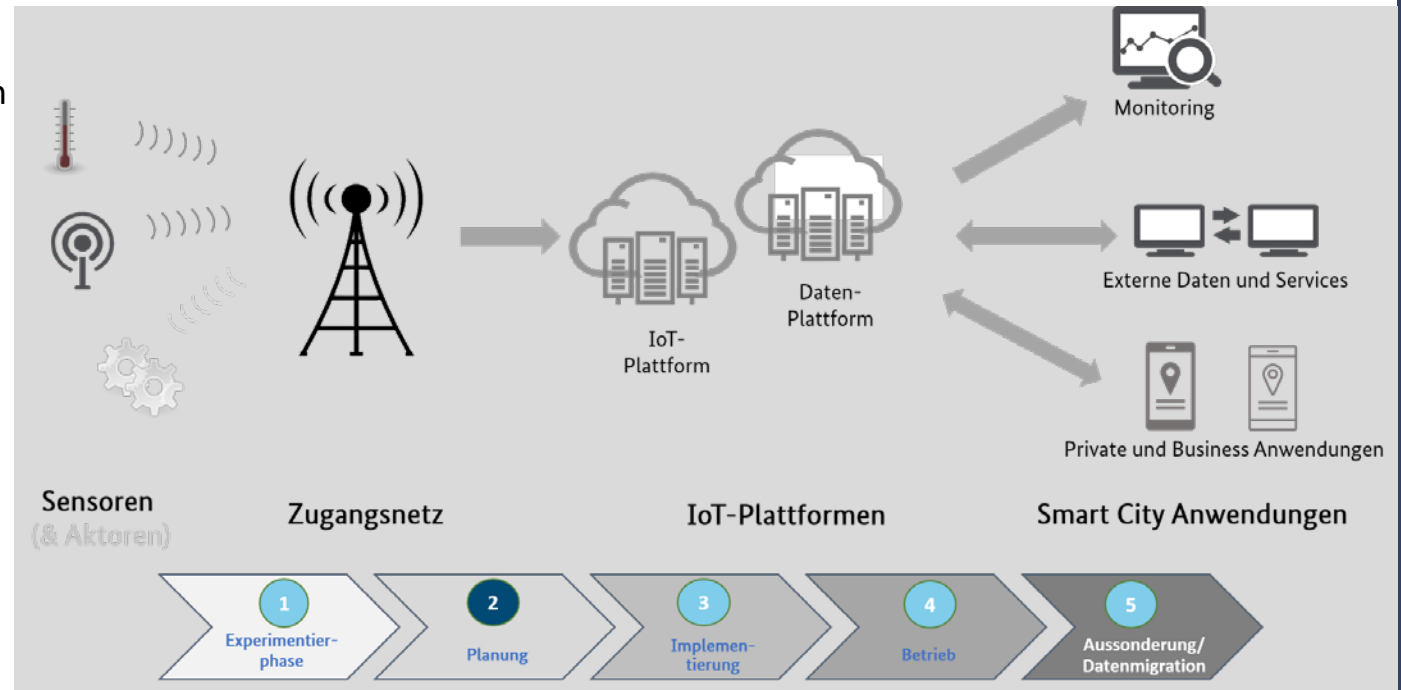 n
Monitoring
Externe Daten und Services
Daten-
Plattform
IoT-
Plattform
Private und Business Anwendungen
Sensoren
(& Aktoren)
Zugangsnetz
IoT-Plattformen
Smart City Anwendungen
1
Experimentier-
phase
2
Planung
3
Implemen-
tierung
4
Betrieb
5
Aussonderung/
Datenmigration